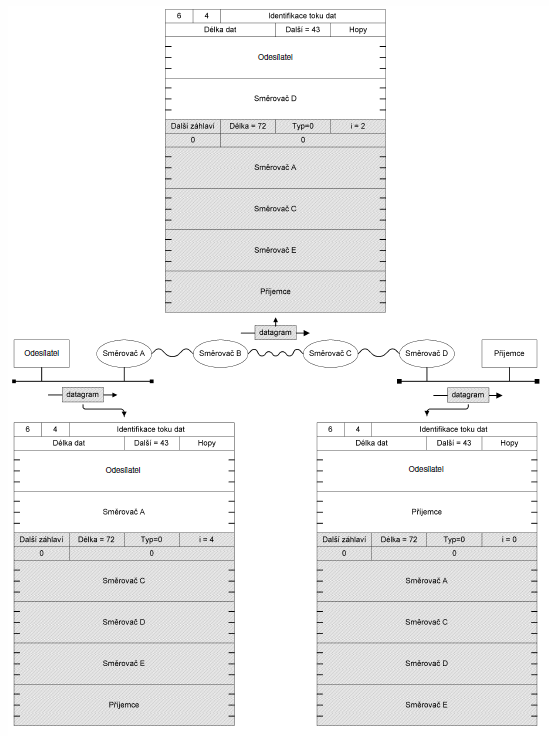 6 4 Identifikace toku dat
Délka dat Další = 43 Hopy
Odesílatel
Směrovač D
Další záhlaví Délka = 72 Typ=0 i = 2
0 0
Směrovač A
Směrovač C
Směrovač E
Příjemce
datagram
Odesílatel Směrovač A Směrovač B Směrovač C Směrovač D Příjemce
datagram datagram
6 4 Identifikace toku dat
Délka dat Další = 43 Hopy
Odesílatel
Směrovač A
Další záhlaví Délka = 72 Typ=0 i = 4
0 0
Směrovač C
Směrovač D
Směrovač E
Příjemce
6 4 Identifikace toku dat
Délka dat Další = 43 Hopy
Odesílatel
Příjemce
Další záhlaví Délka = 72 Typ=0 i = 0
0 0
Směrovač A
Směrovač C
Směrovač D
Směrovač E